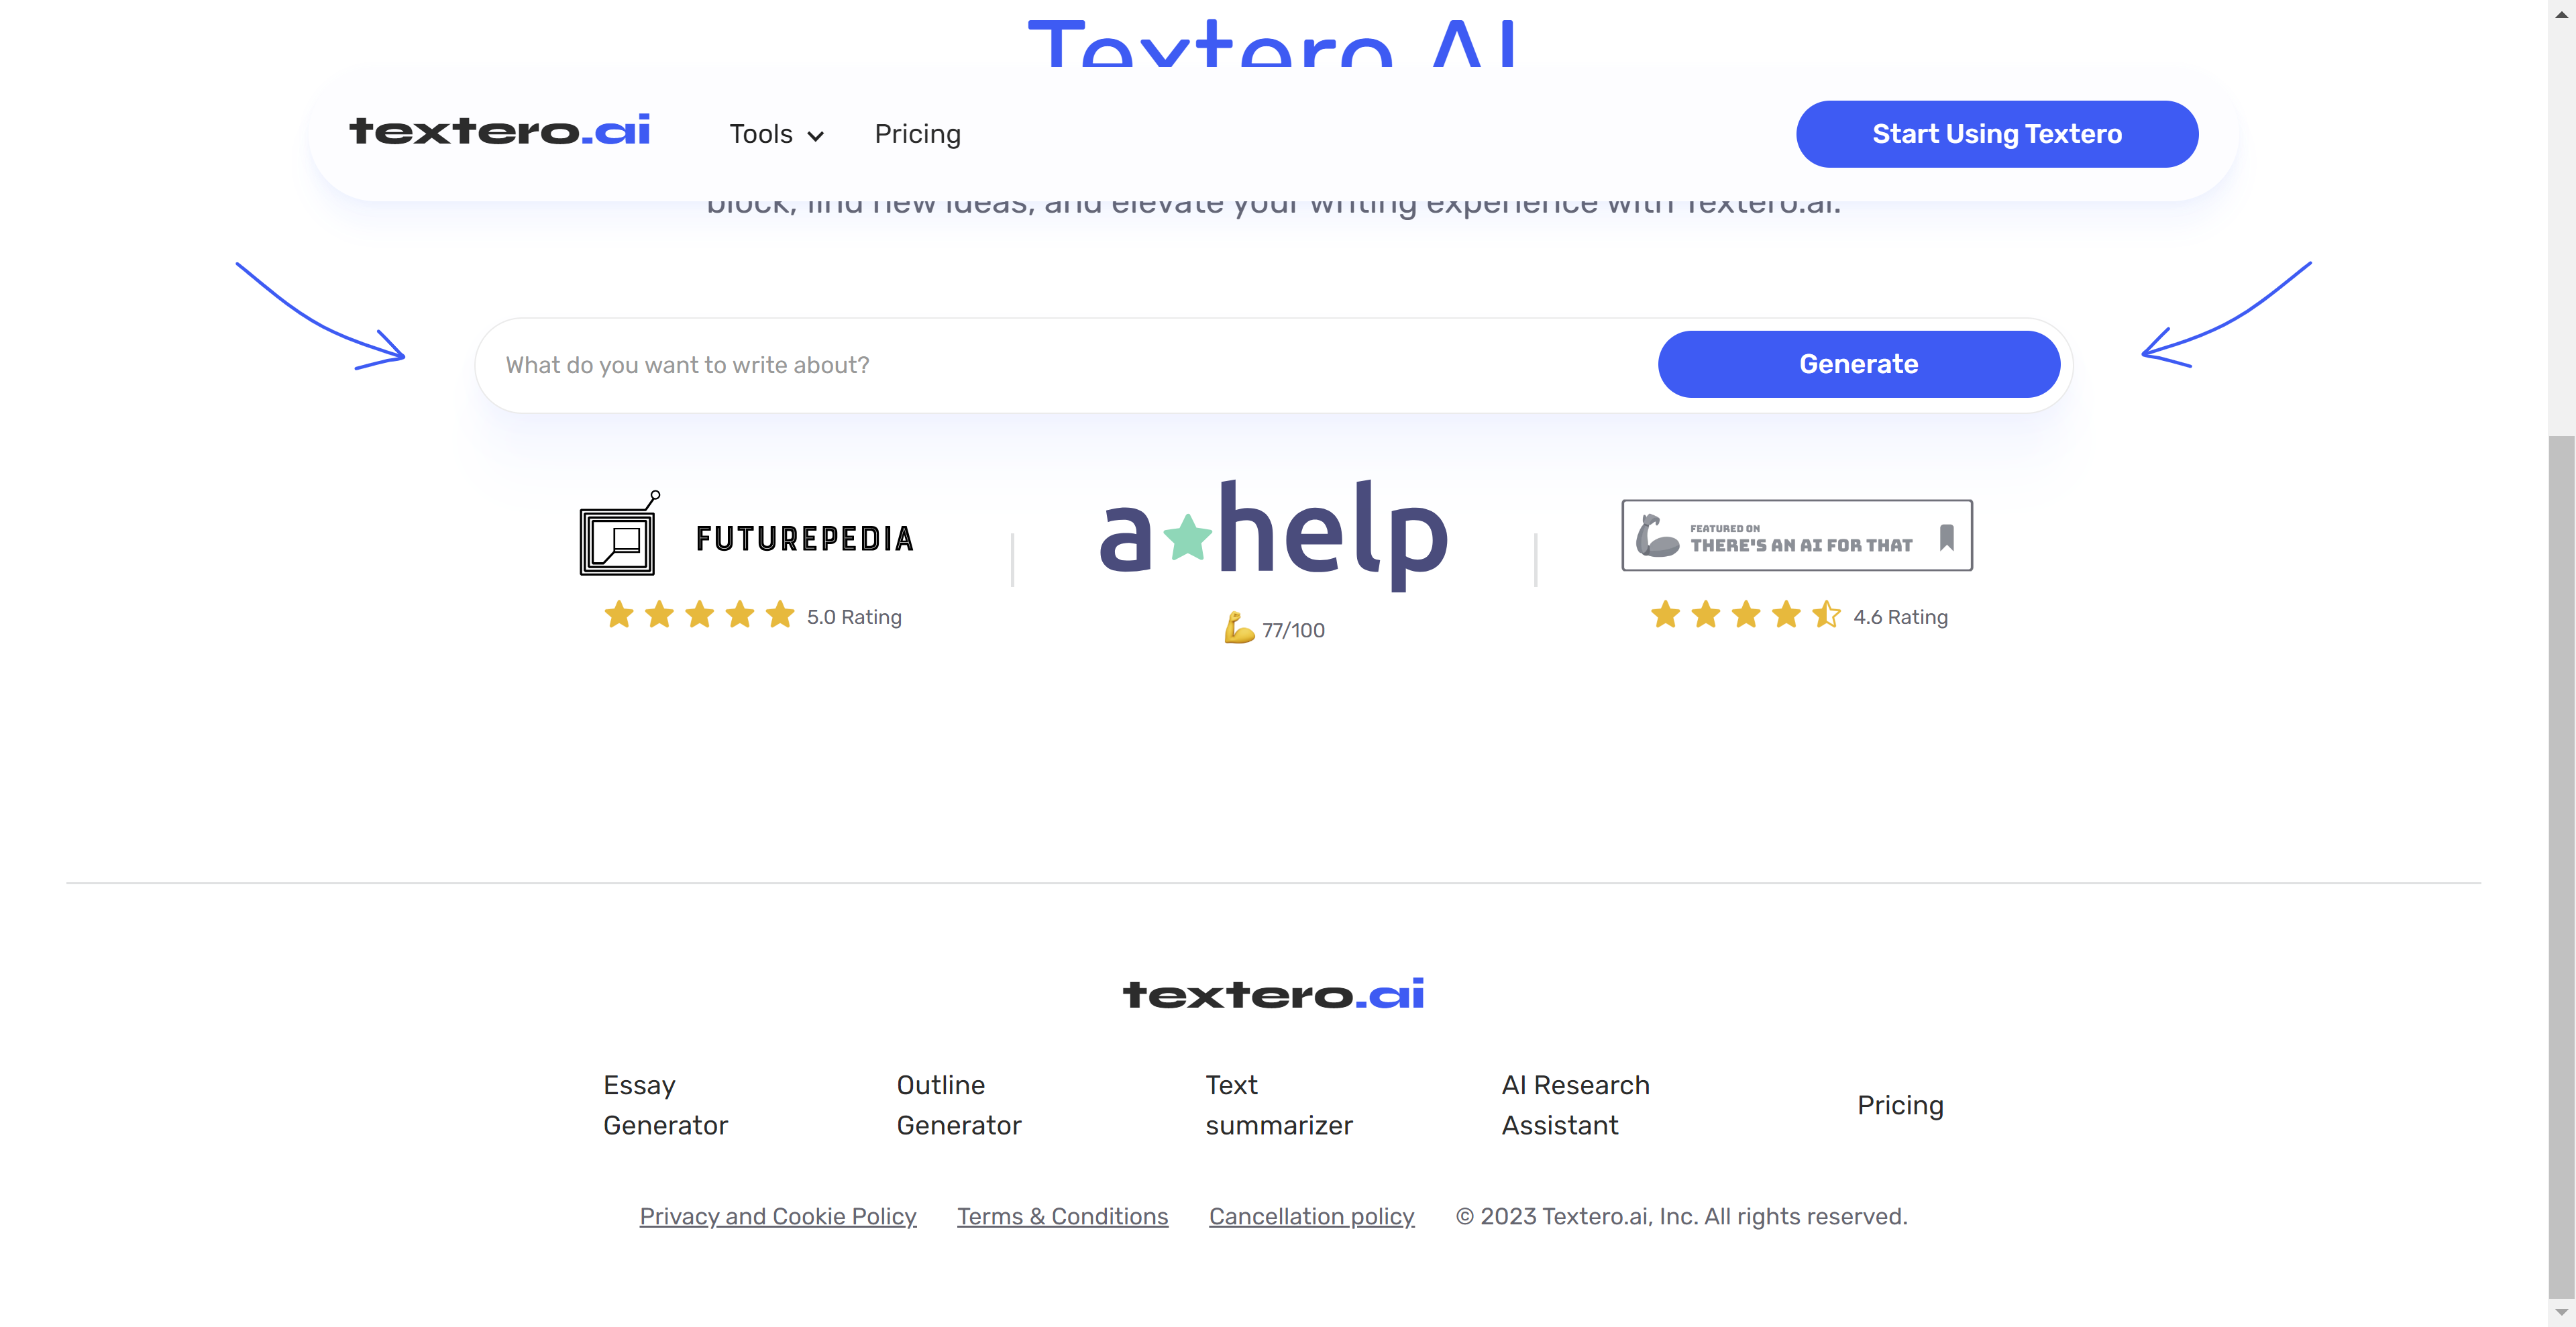 Textero AI
textero.ai
Tools
Pricing
Start Using Textero
block, find new ideas, and elevate your writing experience with Textero.ai.
What do you want to write about?
Generate
FUTUREPEDIA
5.0 Rating
a help
77/100
FEATURED ON
THERE'S AN AI FOR THAT
4.6 Rating
textero.ai
Essay
Generator
Outline
Generator
Text
summarizer
AI Research
Assistant
Pricing
Privacy and Cookie Policy
Terms & Conditions
Cancellation policy
© 2023 Textero.ai, Inc. All rights reserved.